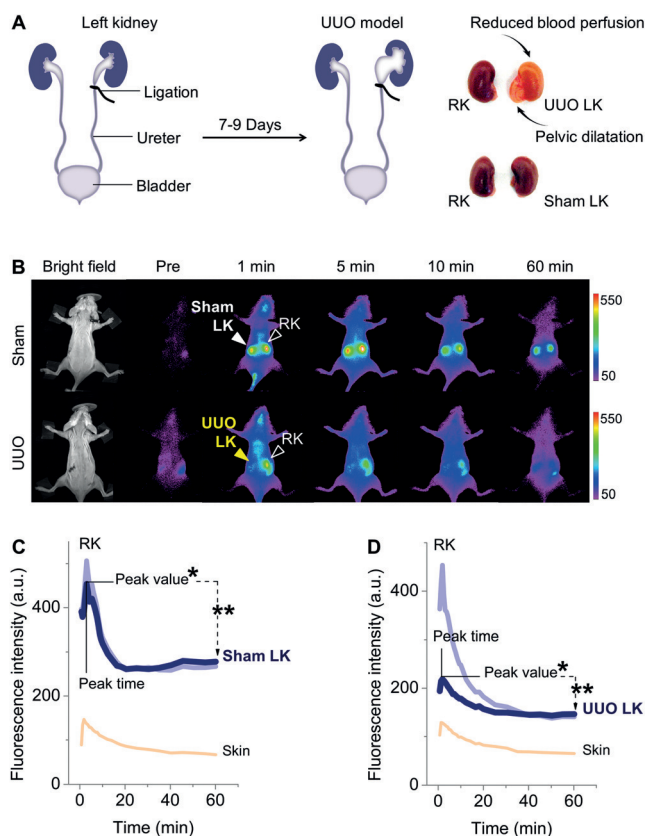 A
Left kidney
UUO model
Reduced blood perfusion
Ligation
7-9 Days
Ureter
Bladder
RK
UUO LK
Pelvic dilatation
RK
Sham LK
B
Bright field
Pre
1 min
5 min
10 min
60 min
Sham
Sham
LK
RK
550
50
UUO
UUO
LK
RK
550
50
C
RK
Peak value
*
**
Sham LK
Peak time
Skin
Fluorescence intensity (a.u.)
400
200
0
0
20
40
60
Time (min)
D
RK
Peak time
Peak value
*
**
UUO LK
Skin
Fluorescence intensity (a.u.)
400
200
0
0
20
40
60
Time (min)